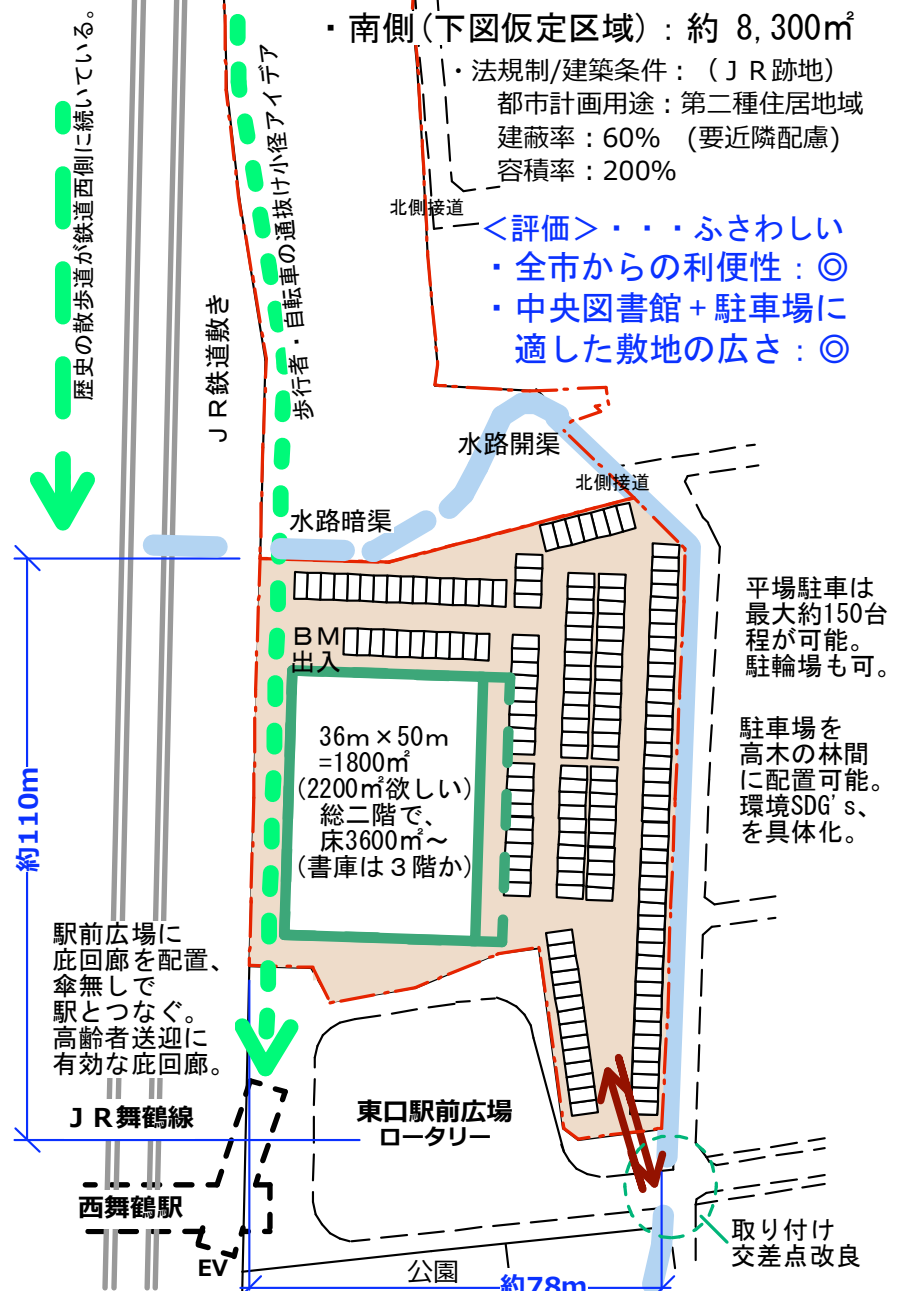 ・南側(下図仮定区域)：約 8,300㎡
・法規制/建築条件：（ＪＲ跡地）
都市計画用途：第二種住居地域
建蔽率：60% (要近隣配慮)
容積率：200%
＜評価＞・・・ふさわしい
・全市からの利便性：◎
・中央図書館＋駐車場に
適した敷地の広さ：◎
歴史の散歩道が鉄道西側に続いている。
ＪＲ鉄道敷き
歩行者・自転車の通抜け小径アイデア
北側接道
水路開渠
北側接道
水路暗渠
平場駐車は
最大約150台
程が可能。
駐輪場も可。
駐車場を
高木の林間
に配置可能。
環境SDG's、
を具体化。
ＢＭ
出入
36ｍ×50ｍ
=1800㎡
(2200㎡欲しい)
総二階で、
床3600㎡～
(書庫は３階か)
約110m
駅前広場に
庇回廊を配置、
傘無しで
駅とつなぐ。
高齢者送迎に
有効な庇回廊。
ＪＲ舞鶴線
東口駅前広場
ロータリー
西舞鶴駅
EV
公園
約78m
取り付け
交差点改良